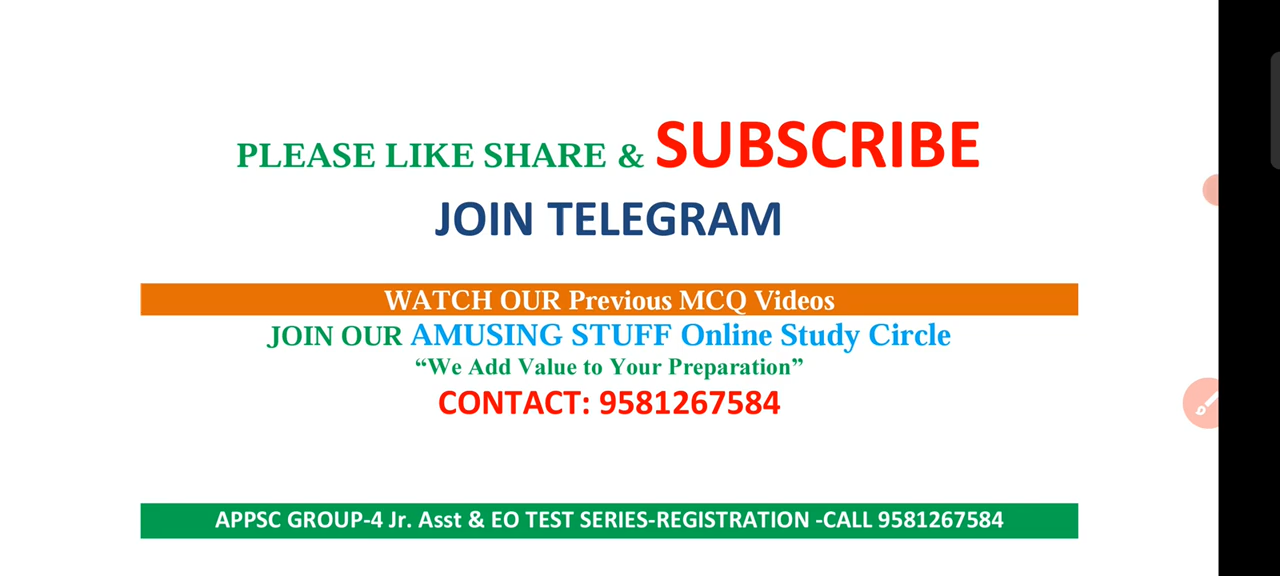 PLEASE LIKE SHARE & SUBSCRIBE
JOIN TELEGRAM
WATCH OUR Previous MCQ Videos
JOIN OUR AMUSING STUFF Online Study Circle
“We Add Value to Your Preparation”
CONTACT: 9581267584
APPSC GROUP-4 Jr. Asst & EO TEST SERIES-REGISTRATION -CALL 9581267584